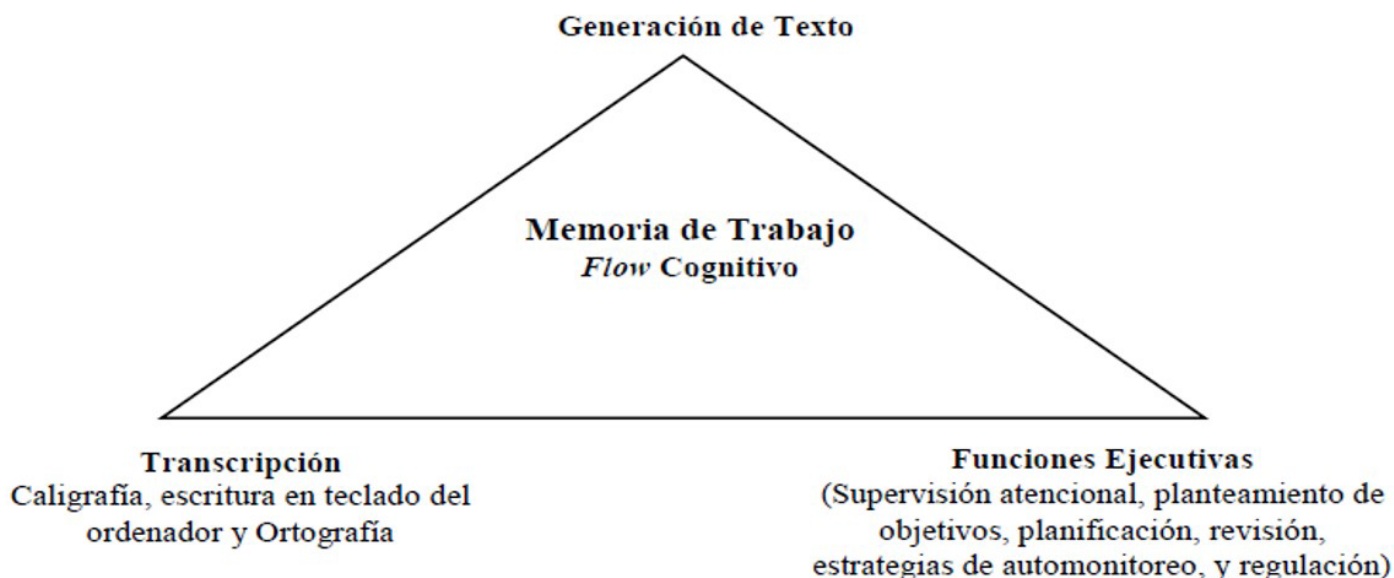 Generación de Texto
Memoria de Trabajo
Flow Cognitivo
Transcripción
Caligrafía, escritura en teclado del
ordenador y Ortografía
Funciones Ejecutivas
(Supervisión atencional, planteamiento de
objetivos, planificación, revisión,
estrategias de automonitoreo, y regulación)